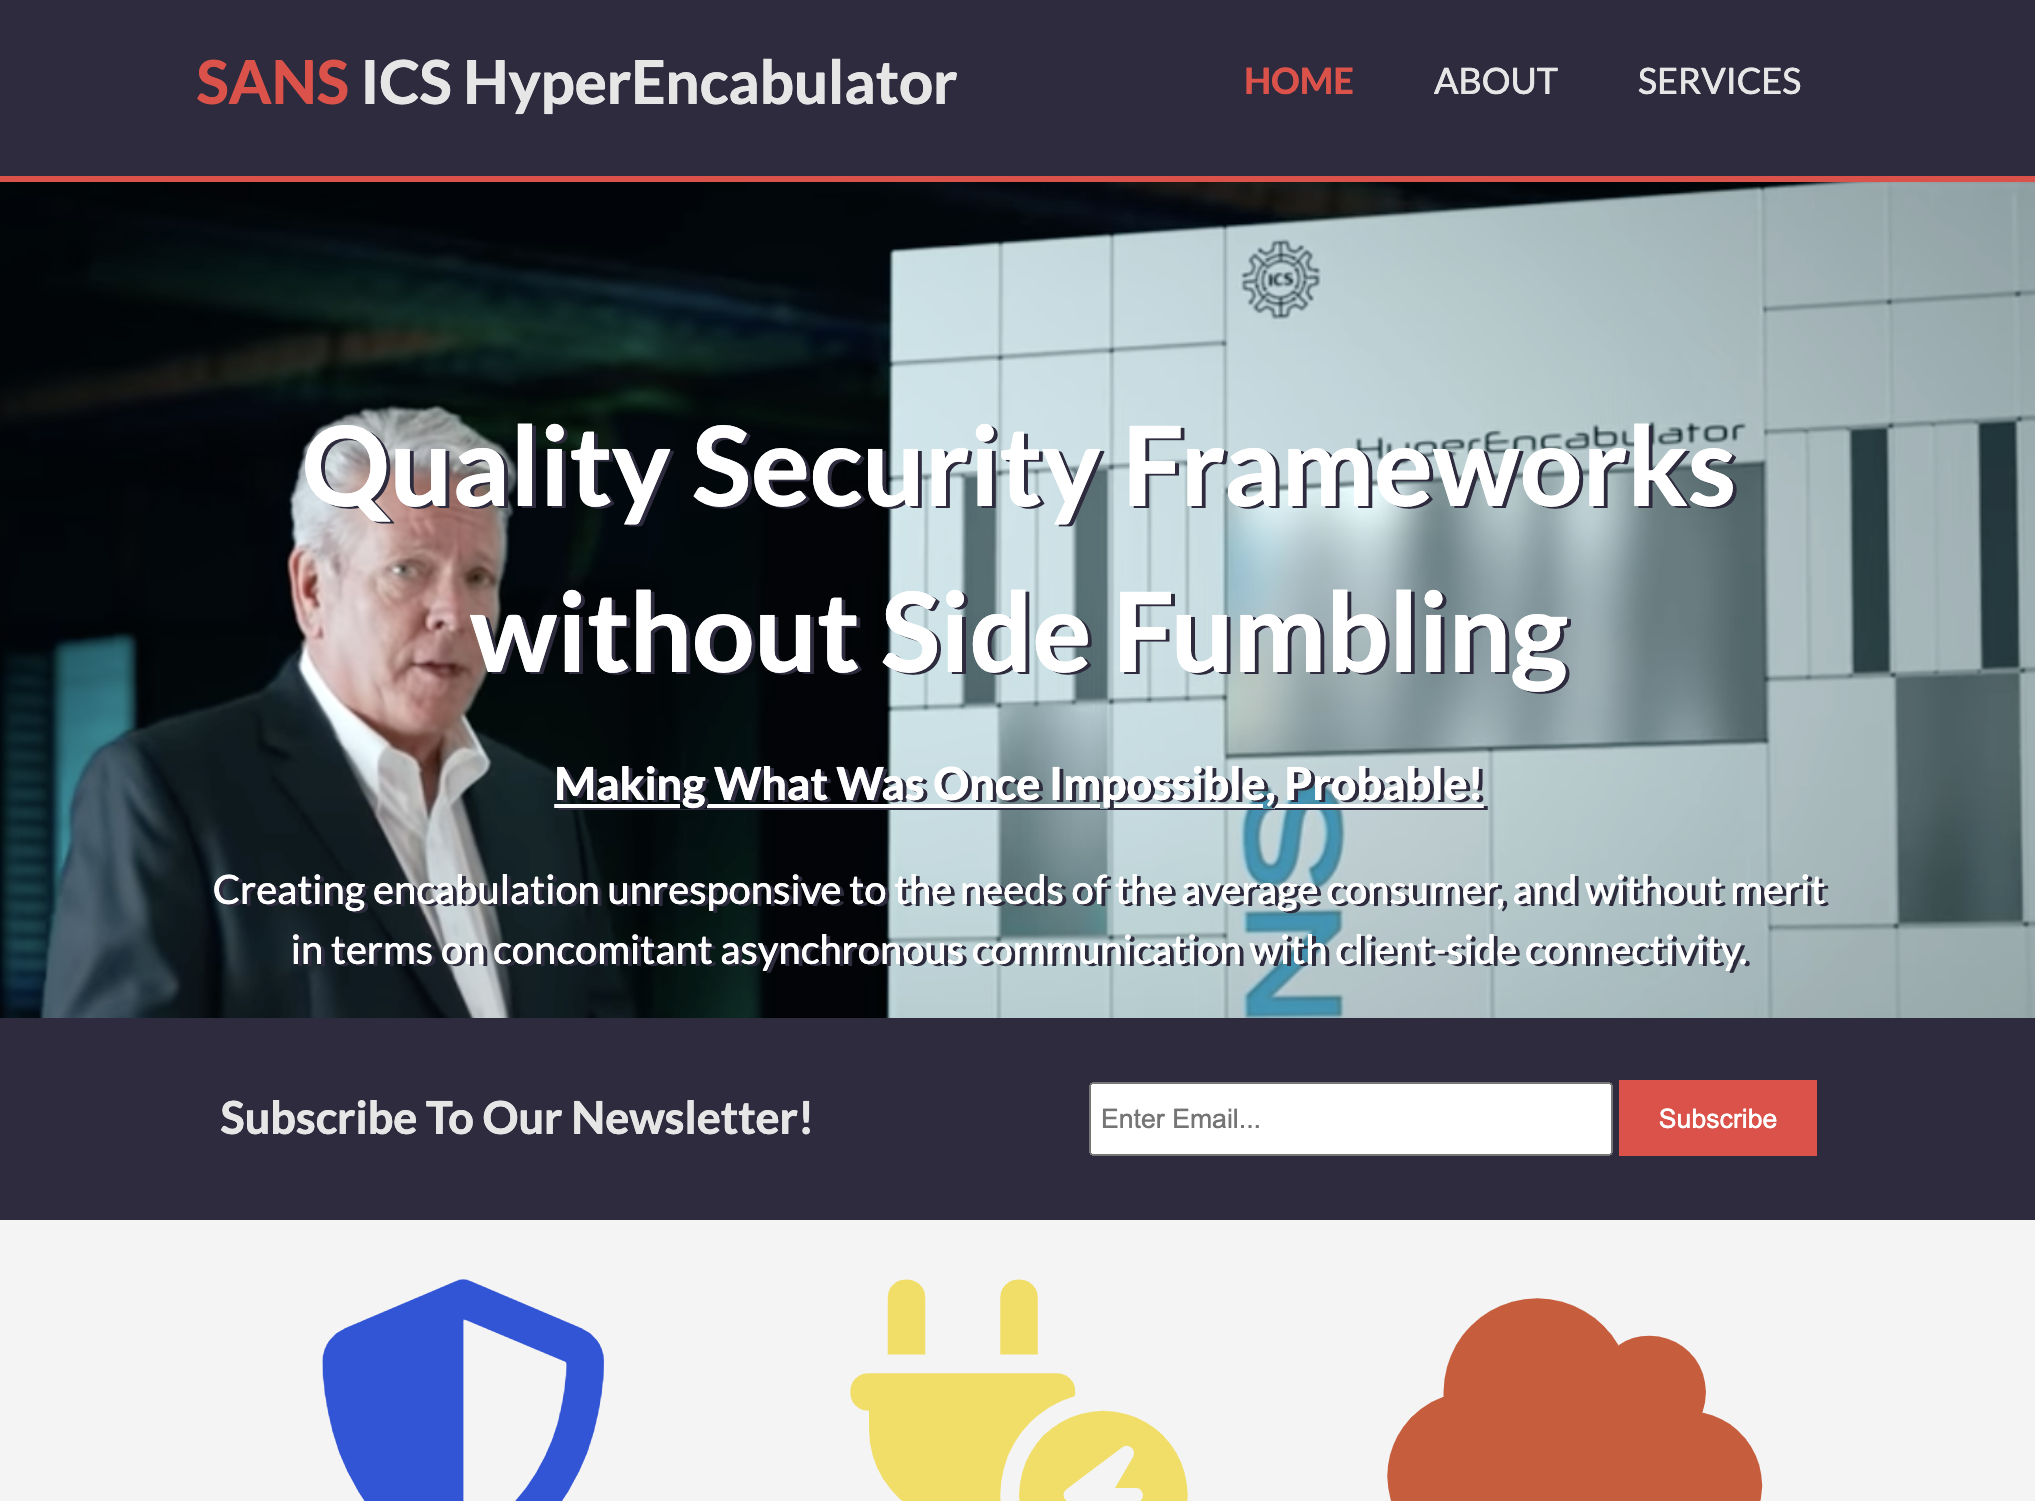 SANS ICS HyperEncabulator
HOME ABOUT SERVICES
ICS
HyperEncabulator
Quality Security Frameworks
without Side Fumbling
Making What Was Once Impossible, Probable!
Creating encabulation unresponsive to the needs of the average consumer, and without merit
in terms on concomitant asynchronous communication with client-side connectivity.
NS
Subscribe To Our Newsletter!
Enter Email...
Subscribe